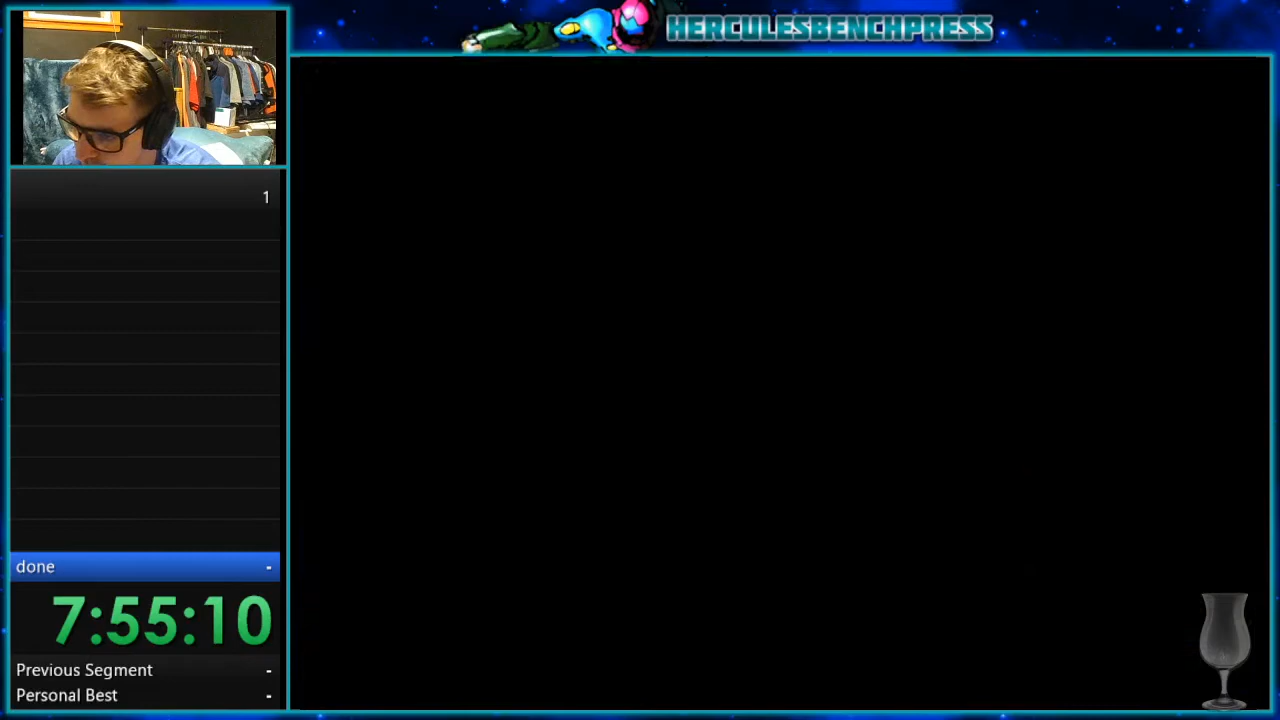 HERCULESBENCHPRESS
1
done -
7:55:10
Previous Segment -
Personal Best -